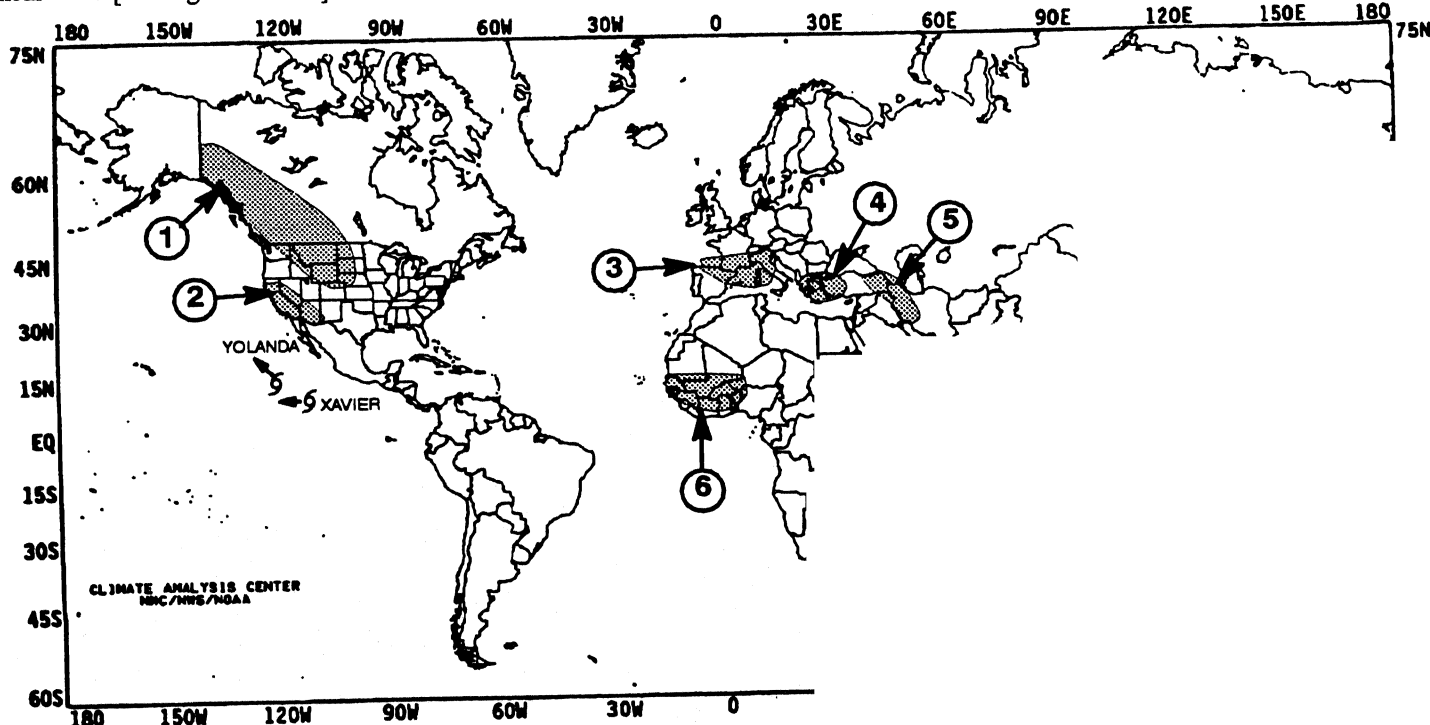 180 150W 120W 90W 60W 30W 0 30E 60E 90E 120E 150E 180
75N 75N
60N
45N
30N
15N
EQ
15S
30S
45S
60S
1
2
3
4
5
6
YOLANDA
XAVIER
CLIMATE ANALYSIS CENTER
NMC/NWS/NOAA
180 150W 120W 90W 60W 30W 0